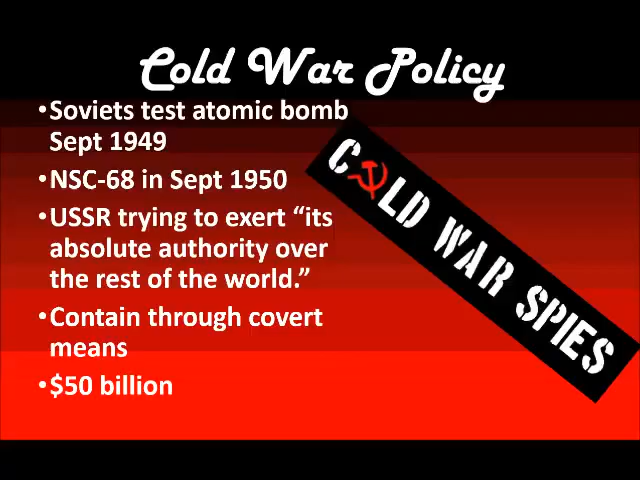 Cold War Policy
•Soviets test atomic bomb
Sept 1949
•NSC-68 in Sept 1950
•USSR trying to exert “its
absolute authority over
the rest of the world.”
•Contain through covert
means
•$50 billion
COLD WAR SPIES